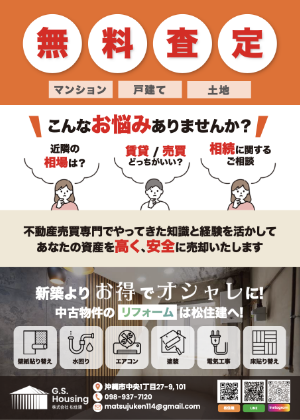 無料査定
マンション 戸建て 土地
こんなお悩みありませんか？
近隣の
相場は？
賃貸 / 売買
どっちがいい？
相続に関する
ご相談
不動産売買専門でやってきた知識と経験を活かして
あなたの資産を高く、安全に売却いたします
新築よりお得でオシャレに!
中古物件のリフォームは松住建へ!
壁紙貼り替え 水回り エアコン 塗装 電気工事 床貼り替え
G.S.
Housing
株式会社 松住建
沖縄市中央1丁目27-9, 101
098-937-7120
matsujuken114@gmail.com